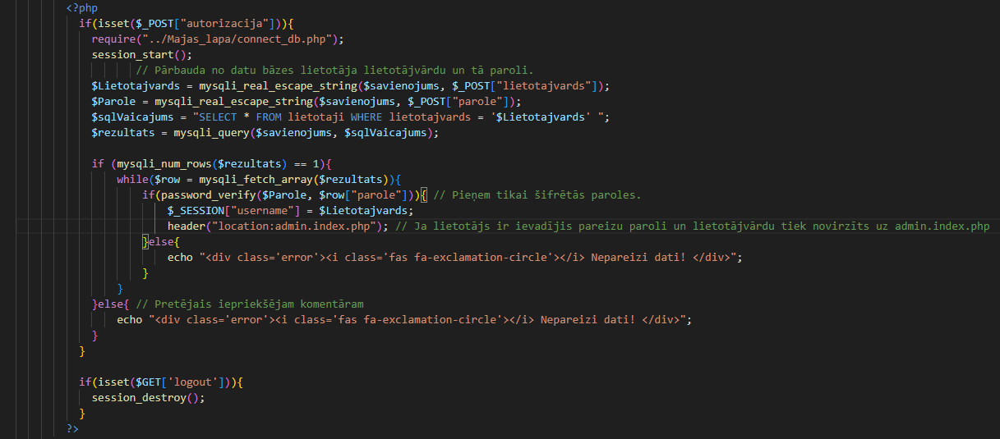 <?php
if(isset($_POST["autorizacija"])){
require("../Majas_lapa/connect_db.php");
session_start();
// Pārbauda no datu bāzes lietotāja lietotājvārdu un tā paroli.
$Lietotajvards = mysqli_real_escape_string($savienojums, $_POST["lietotajvards"]);
$Parole = mysqli_real_escape_string($savienojums, $_POST["parole"]);
$sqlVaicajums = "SELECT * FROM lietotaji WHERE lietotajvards = '$Lietotajvards' ";
$rezultats = mysqli_query($savienojums, $sqlVaicajums);
if (mysqli_num_rows($rezultats) == 1){
while($row = mysqli_fetch_array($rezultats)){
if(password_verify($Parole, $row["parole"])){ // Pieņem tikai šifrētās paroles.
$_SESSION["username"] = $Lietotajvards;
header("location:admin.index.php"); // Ja lietotājs ir ievadījis pareizu paroli un lietotājvārdu tiek novirzīts uz admin.index.php
}else{
echo "<div class='error'><i class='fas fa-exclamation-circle'></i> Nepareizi dati! </div>";
}
}
}else{ // Pretējais iepriekšējam komentāram
echo "<div class='error'><i class='fas fa-exclamation-circle'></i> Nepareizi dati! </div>";
}
}
if(isset($GET['logout'])){
session_destroy();
}
?>